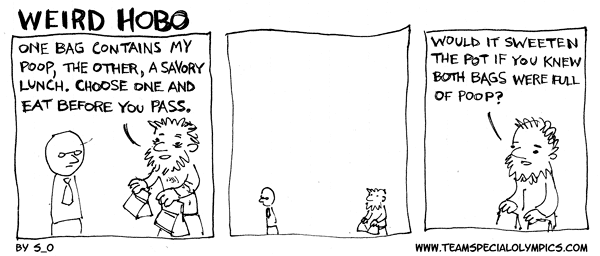 WEIRD HOBO
ONE BAG CONTAINS MY
POOP, THE OTHER, A SAVORY
LUNCH. CHOOSE ONE AND
EAT BEFORE YOU PASS.
WOULD IT SWEETEN
THE POT IF YOU KNEW
BOTH BAGS WERE FULL
OF POOP?
BY S_O
WWW.TEAMSPECIALOLYMPICS.COM